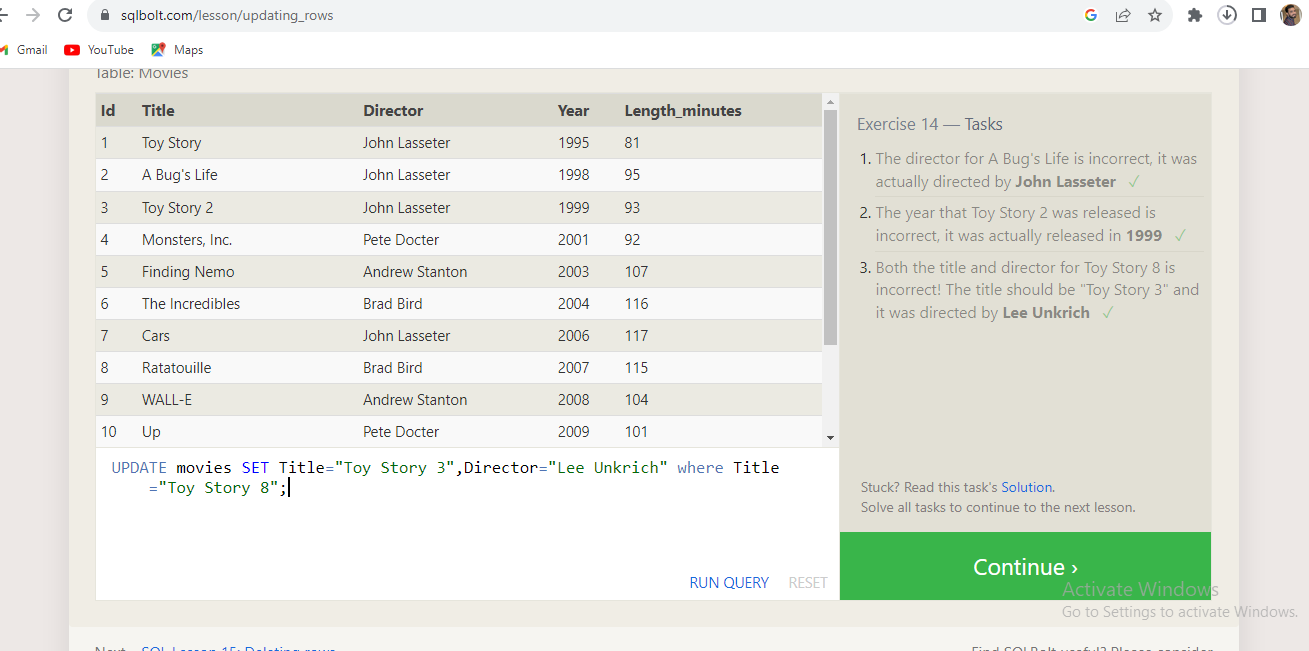 sqlbolt.com/lesson/updating_rows
Gmail YouTube Maps
Table: Movies
Id Title Director Year Length_minutes
1 Toy Story John Lasseter 1995 81
2 A Bug's Life John Lasseter 1998 95
3 Toy Story 2 John Lasseter 1999 93
4 Monsters, Inc. Pete Docter 2001 92
5 Finding Nemo Andrew Stanton 2003 107
6 The Incredibles Brad Bird 2004 116
7 Cars John Lasseter 2006 117
8 Ratatouille Brad Bird 2007 115
9 WALL-E Andrew Stanton 2008 104
10 Up Pete Docter 2009 101
UPDATE movies SET Title="Toy Story 3",Director="Lee Unkrich" where Title
="Toy Story 8";
RUN QUERY RESET
Exercise 14 — Tasks
1. The director for A Bug's Life is incorrect, it was
actually directed by John Lasseter ✓
2. The year that Toy Story 2 was released is
incorrect, it was actually released in 1999 ✓
3. Both the title and director for Toy Story 8 is
incorrect! The title should be "Toy Story 3" and
it was directed by Lee Unkrich ✓
Stuck? Read this task's Solution.
Solve all tasks to continue to the next lesson.
Continue ›
Activate Windows
Go to Settings to activate Windows.
Next – SQL Lesson 15: Deleting rows
Find SQLBolt useful? Please consider